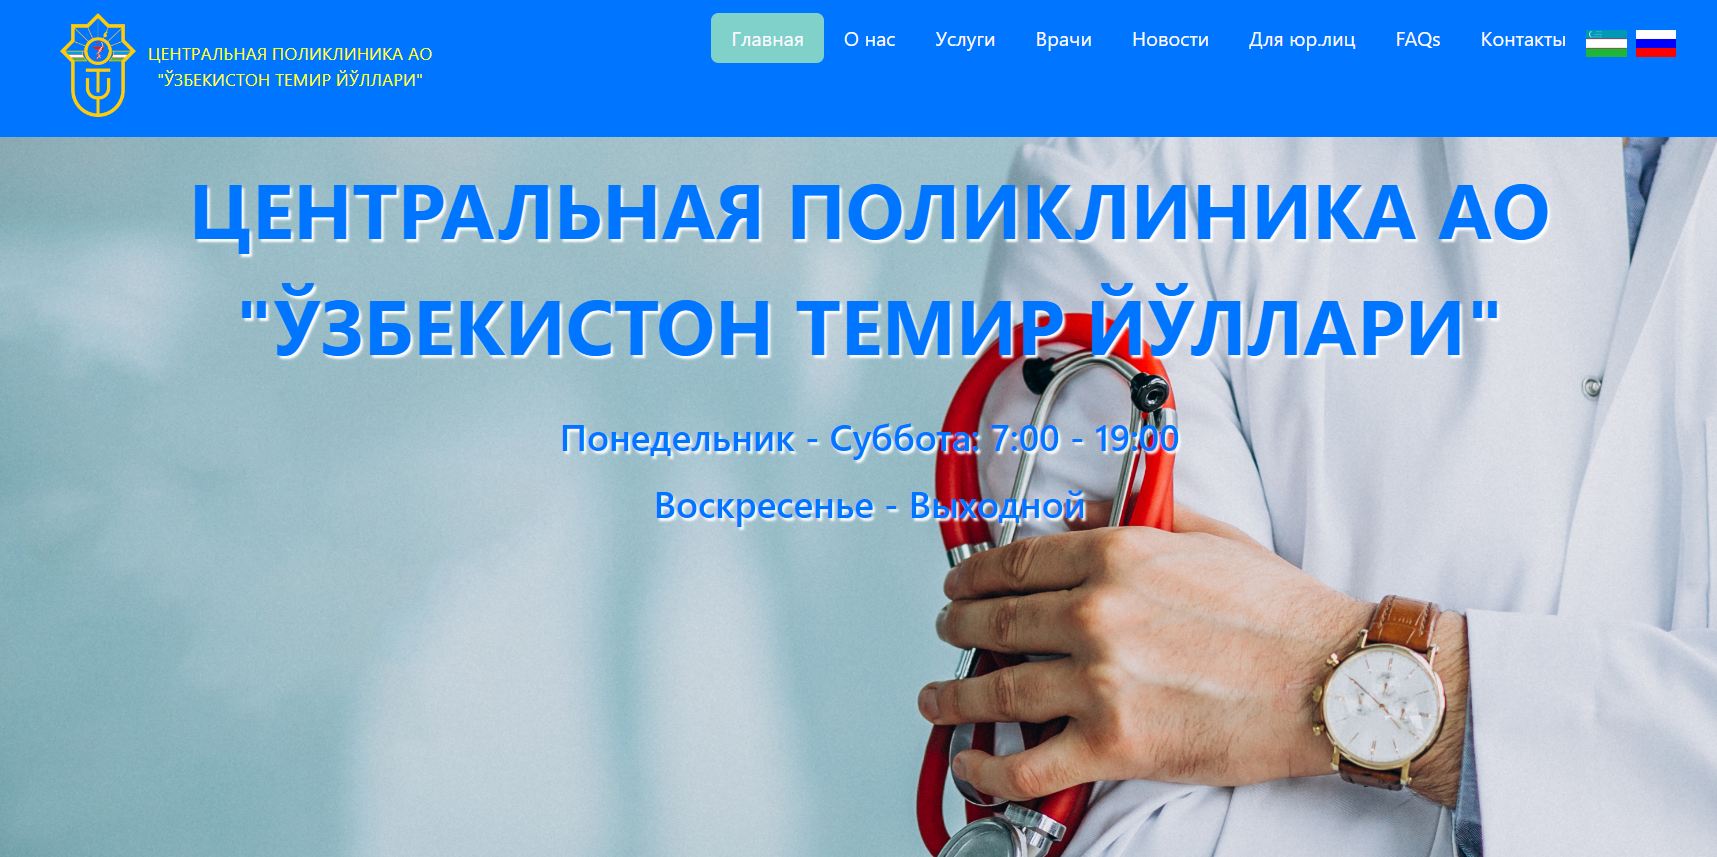 ЦЕНТРАЛЬНАЯ ПОЛИКЛИНИКА АО
"ЎЗБЕКИСТОН ТЕМИР ЙЎЛЛАРИ"
Главная О нас Услуги Врачи Новости Для юр.лиц FAQs Контакты
ЦЕНТРАЛЬНАЯ ПОЛИКЛИНИКА АО
"ЎЗБЕКИСТОН ТЕМИР ЙЎЛЛАРИ"
Понедельник - Суббота: 7:00 - 19:00
Воскресенье - Выходной